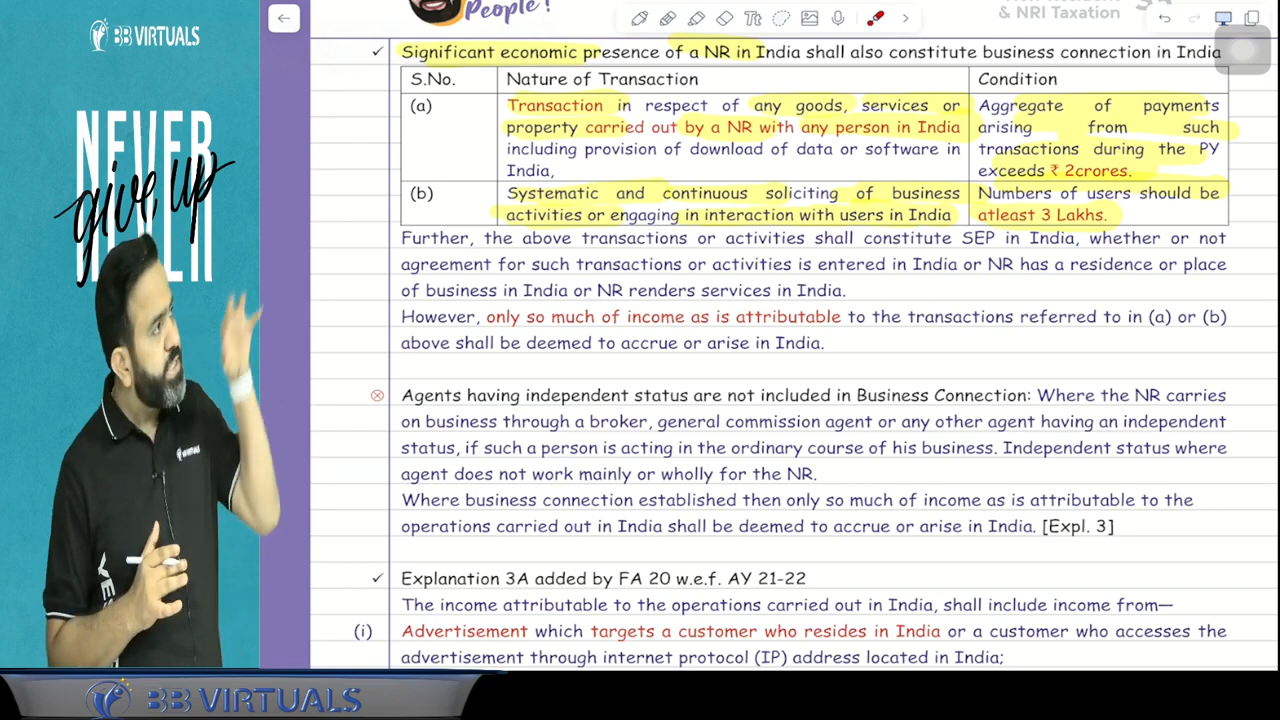 People !
& NRI Taxation
BB VIRTUALS
NEVER
give up
✓ Significant economic presence of a NR in India shall also constitute business connection in India
S.No. Nature of Transaction Condition
(a) Transaction in respect of any goods, services or Aggregate of payments
property carried out by a NR with any person in India arising from such
including provision of download of data or software in transactions during the PY
India, exceeds ₹ 2crores.
(b) Systematic and continuous soliciting of business Numbers of users should be
activities or engaging in interaction with users in India atleast 3 Lakhs.
Further, the above transactions or activities shall constitute SEP in India, whether or not
agreement for such transactions or activities is entered in India or NR has a residence or place
of business in India or NR renders services in India.
However, only so much of income as is attributable to the transactions referred to in (a) or (b)
above shall be deemed to accrue or arise in India.
Agents having independent status are not included in Business Connection: Where the NR carries
on business through a broker, general commission agent or any other agent having an independent
status, if such a person is acting in the ordinary course of his business. Independent status where
agent does not work mainly or wholly for the NR.
Where business connection established then only so much of income as is attributable to the
operations carried out in India shall be deemed to accrue or arise in India. [Expl. 3]
✓ Explanation 3A added by FA 20 w.e.f. AY 21-22
The income attributable to the operations carried out in India, shall include income from—
(i) Advertisement which targets a customer who resides in India or a customer who accesses the
advertisement through internet protocol (IP) address located in India;
BB VIRTUALS